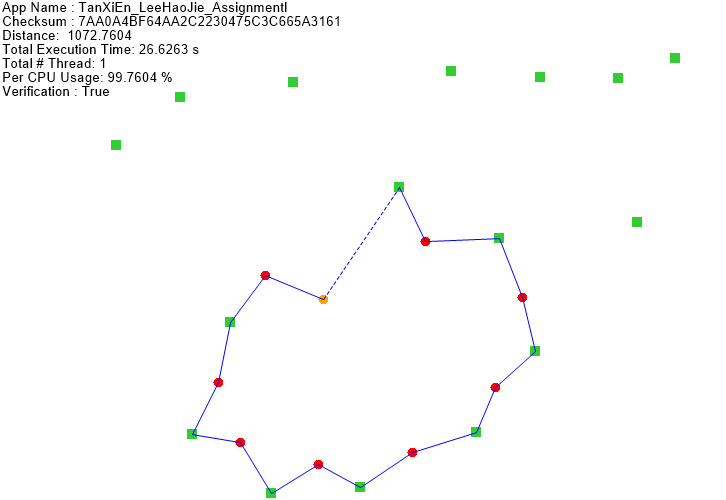 App Name : TanXiEn_LeeHaoJie_AssignmentI
Checksum : 7AA0A4BF64AA2C2230475C3C665A3161
Distance:  1072.7604
Total Execution Time: 26.6263 s
Total # Thread: 1
Per CPU Usage: 99.7604 %
Verification : True